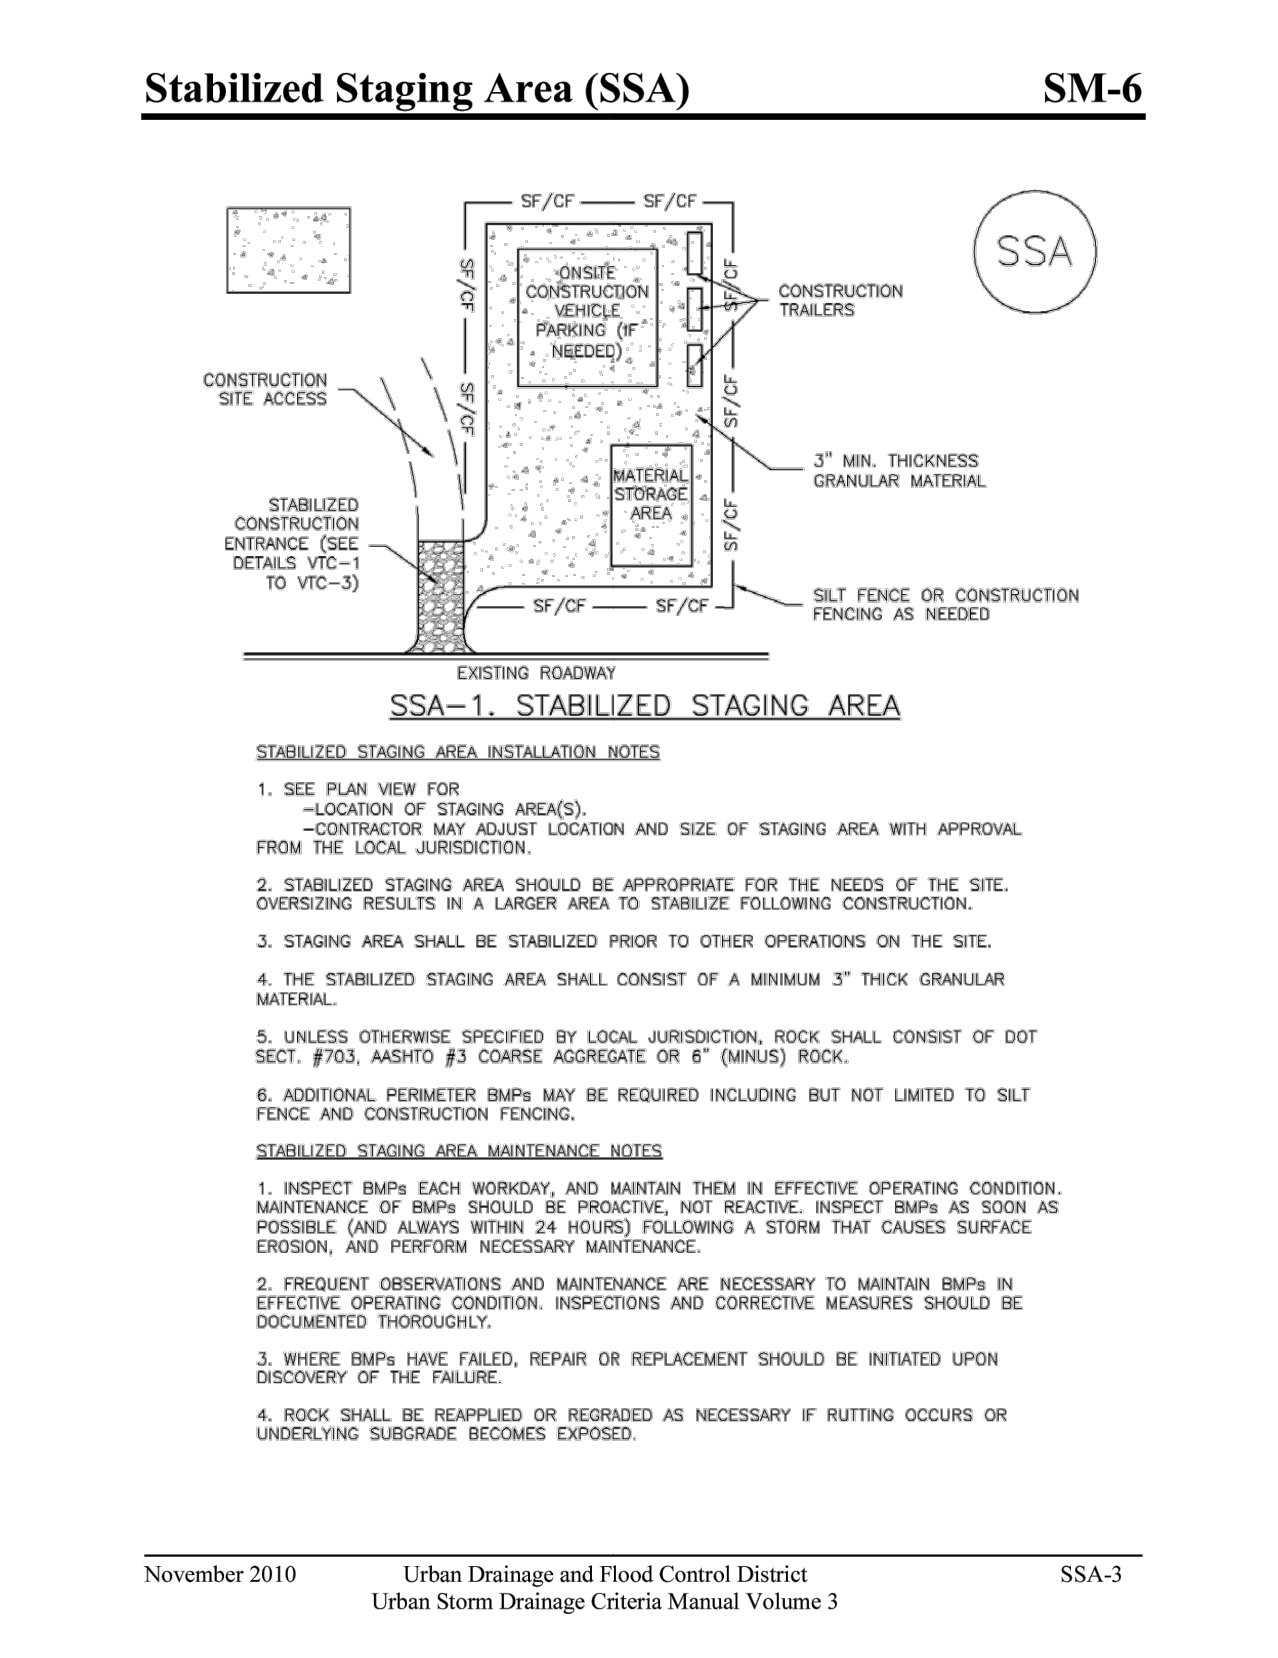 Stabilized Staging Area (SSA) SM-6
SF/CF SF/CF
SSA
SF/CF
SF/CF
ONSITE
CONSTRUCTION
VEHICLE
PARKING (IF
NEEDED)
CONSTRUCTION
TRAILERS
CONSTRUCTION
SITE ACCESS
SF/CF
SF/CF
3" MIN. THICKNESS
GRANULAR MATERIAL
MATERIAL
STORAGE
AREA
SF/CF
STABILIZED
CONSTRUCTION
ENTRANCE (SEE
DETAILS VTC-1
TO VTC-3)
SILT FENCE OR CONSTRUCTION
FENCING AS NEEDED
SF/CF SF/CF
EXISTING ROADWAY
SSA-1. STABILIZED STAGING AREA
STABILIZED STAGING AREA INSTALLATION NOTES
1. SEE PLAN VIEW FOR
-LOCATION OF STAGING AREA(S).
-CONTRACTOR MAY ADJUST LOCATION AND SIZE OF STAGING AREA WITH APPROVAL
FROM THE LOCAL JURISDICTION.
2. STABILIZED STAGING AREA SHOULD BE APPROPRIATE FOR THE NEEDS OF THE SITE.
OVERSIZING RESULTS IN A LARGER AREA TO STABILIZE FOLLOWING CONSTRUCTION.
3. STAGING AREA SHALL BE STABILIZED PRIOR TO OTHER OPERATIONS ON THE SITE.
4. THE STABILIZED STAGING AREA SHALL CONSIST OF A MINIMUM 3" THICK GRANULAR
MATERIAL.
5. UNLESS OTHERWISE SPECIFIED BY LOCAL JURISDICTION, ROCK SHALL CONSIST OF DOT
SECT. #703, AASHTO #3 COARSE AGGREGATE OR 6" (MINUS) ROCK.
6. ADDITIONAL PERIMETER BMPs MAY BE REQUIRED INCLUDING BUT NOT LIMITED TO SILT
FENCE AND CONSTRUCTION FENCING.
STABILIZED STAGING AREA MAINTENANCE NOTES
1. INSPECT BMPs EACH WORKDAY, AND MAINTAIN THEM IN EFFECTIVE OPERATING CONDITION.
MAINTENANCE OF BMPs SHOULD BE PROACTIVE, NOT REACTIVE. INSPECT BMPs AS SOON AS
POSSIBLE (AND ALWAYS WITHIN 24 HOURS) FOLLOWING A STORM THAT CAUSES SURFACE
EROSION, AND PERFORM NECESSARY MAINTENANCE.
2. FREQUENT OBSERVATIONS AND MAINTENANCE ARE NECESSARY TO MAINTAIN BMPs IN
EFFECTIVE OPERATING CONDITION. INSPECTIONS AND CORRECTIVE MEASURES SHOULD BE
DOCUMENTED THOROUGHLY.
3. WHERE BMPs HAVE FAILED, REPAIR OR REPLACEMENT SHOULD BE INITIATED UPON
DISCOVERY OF THE FAILURE.
4. ROCK SHALL BE REAPPLIED OR REGRADED AS NECESSARY IF RUTTING OCCURS OR
UNDERLYING SUBGRADE BECOMES EXPOSED.
November 2010 Urban Drainage and Flood Control District SSA-3
Urban Storm Drainage Criteria Manual Volume 3